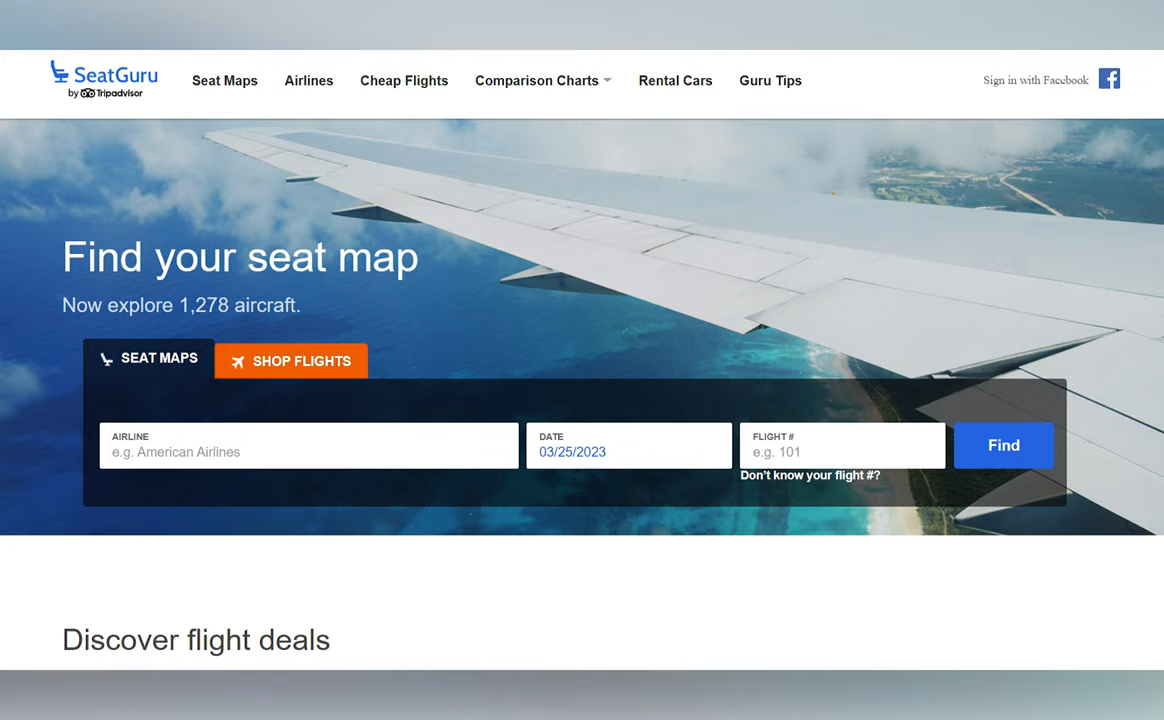 SeatGuru
by Tripadvisor
Seat Maps
Airlines
Cheap Flights
Comparison Charts
Rental Cars
Guru Tips
Sign in with Facebook
Find your seat map
Now explore 1,278 aircraft.
SEAT MAPS
SHOP FLIGHTS
AIRLINE
e.g. American Airlines
DATE
03/25/2023
FLIGHT #
e.g. 101
Find
Don't know your flight #?
Discover flight deals